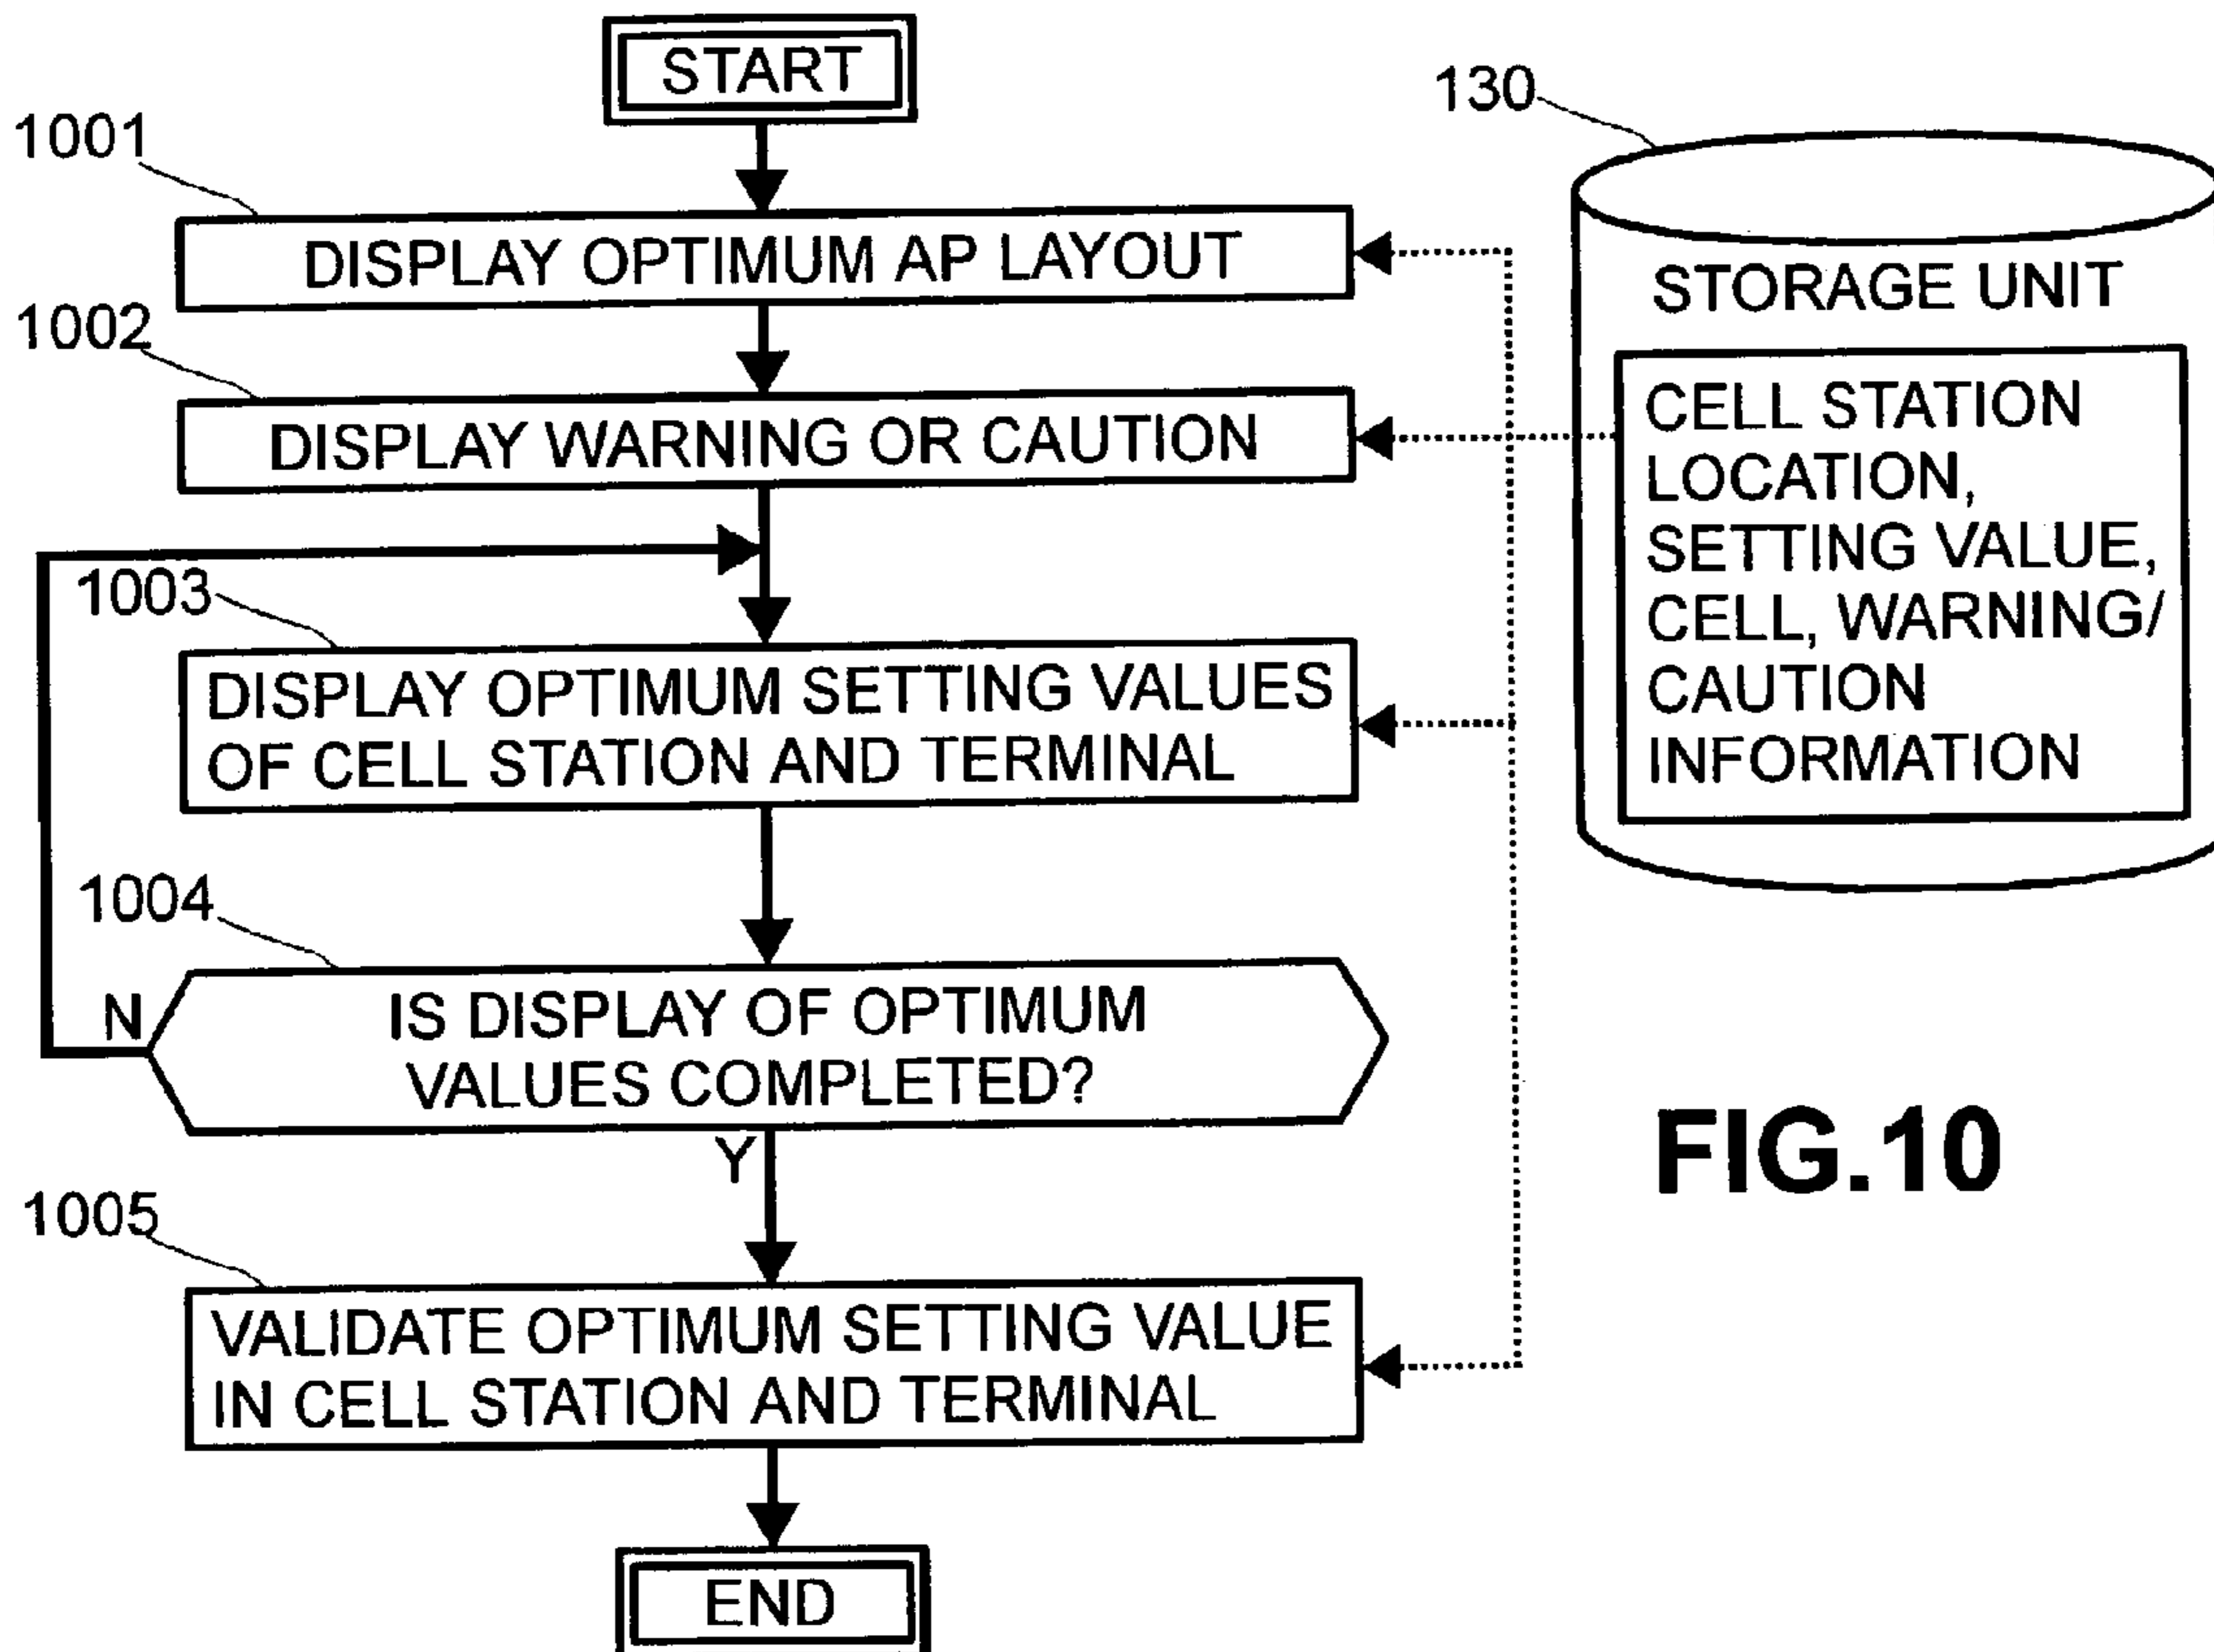 START
1001
DISPLAY OPTIMUM AP LAYOUT
1002
DISPLAY WARNING OR CAUTION
1003
DISPLAY OPTIMUM SETTING VALUES
OF CELL STATION AND TERMINAL
1004
N
IS DISPLAY OF OPTIMUM
VALUES COMPLETED?
Y
1005
VALIDATE OPTIMUM SETTING VALUE
IN CELL STATION AND TERMINAL
END
130
STORAGE UNIT
CELL STATION
LOCATION,
SETTING VALUE,
CELL, WARNING/
CAUTION
INFORMATION
FIG.10